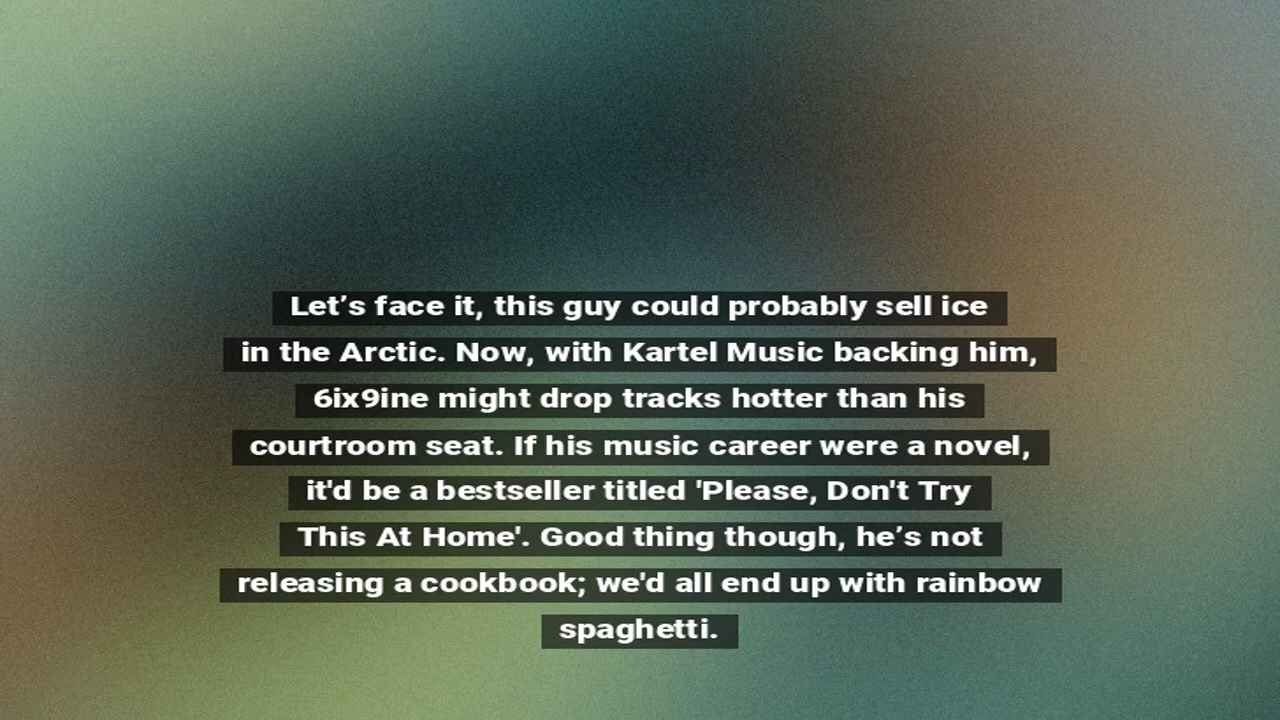 Let’s face it, this guy could probably sell ice
in the Arctic. Now, with Kartel Music backing him,
6ix9ine might drop tracks hotter than his
courtroom seat. If his music career were a novel,
it'd be a bestseller titled 'Please, Don't Try
This At Home'. Good thing though, he’s not
releasing a cookbook; we'd all end up with rainbow
spaghetti.